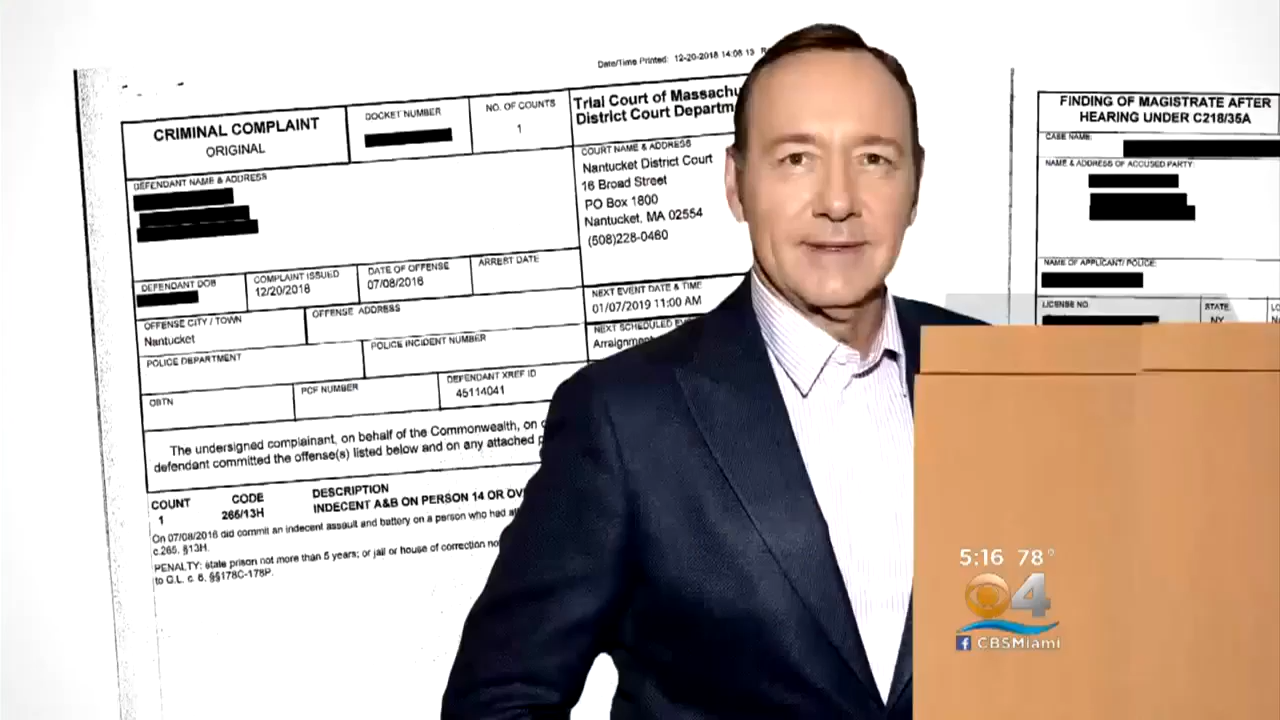 Date/Time Printed: 12-20-2018 14:06 13
CRIMINAL COMPLAINT
ORIGINAL
DOCKET NUMBER
NO. OF COUNTS
1
Trial Court of Massachu
District Court Departm
DEFENDANT NAME & ADDRESS
COURT NAME & ADDRESS
Nantucket District Court
16 Broad Street
PO Box 1800
Nantucket, MA 02554
(508)228-0460
DEFENDANT DOB
COMPLAINT ISSUED
12/20/2018
DATE OF OFFENSE
07/08/2016
ARREST DATE
NEXT EVENT DATE & TIME
01/07/2019 11:00 AM
OFFENSE CITY / TOWN
Nantucket
OFFENSE ADDRESS
NEXT SCHEDULED EVE
Arraignment
POLICE DEPARTMENT
POLICE INCIDENT NUMBER
OBTN
PCF NUMBER
DEFENDANT XREF ID
45114041
The undersigned complainant, on behalf of the Commonwealth, on
defendant committed the offense(s) listed below and on any attached p
COUNT CODE DESCRIPTION
1 265/13H INDECENT A&B ON PERSON 14 OR OV
On 07/08/2016 did commit an indecent assault and battery on a person who had
c.265, §13H.
PENALTY: state prison not more than 5 years; or jail or house of correction
to G.L. c. 6, §§178C-178P.
FINDING OF MAGISTRATE AFTER
HEARING UNDER C218/35A
CASE NAME:
NAME & ADDRESS OF ACCUSED PARTY:
NAME OF APPLICANT/ POLICE:
LICENSE NO.
STATE
NY
5:16 78°
4
CBSMiami